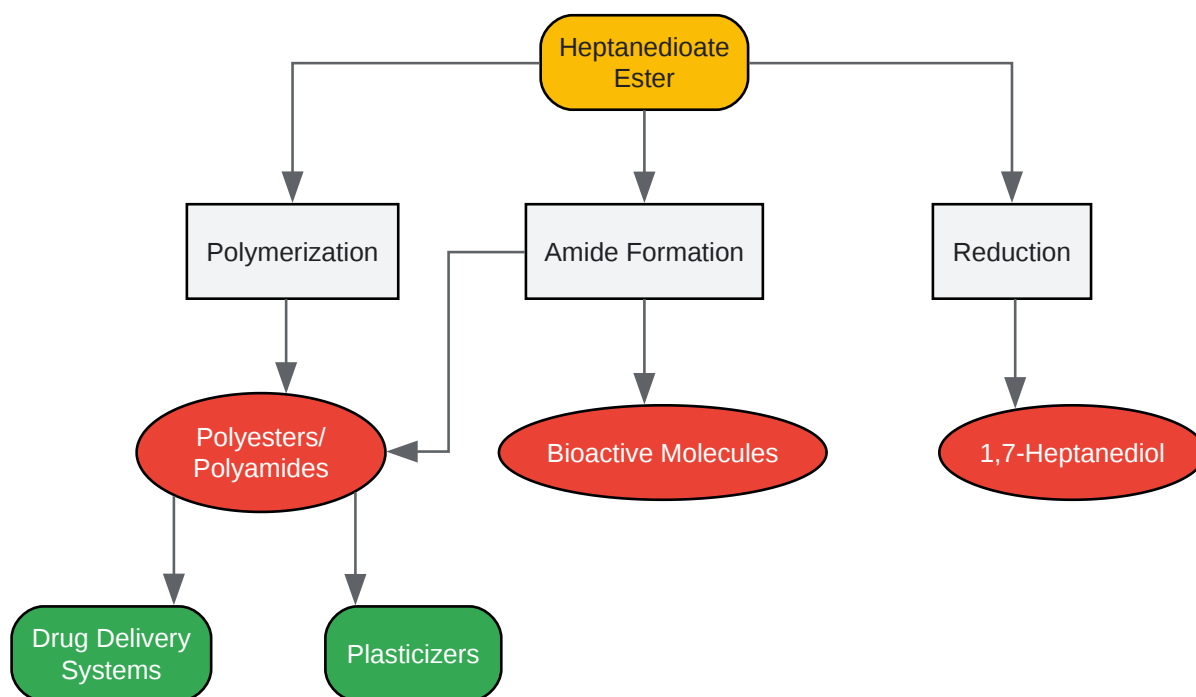 Heptanedioate
Ester
Polymerization
Amide Formation
Reduction
Polyesters/
Polyamides
Bioactive Molecules
1,7-Heptanediol
Drug Delivery
Systems
Plasticizers